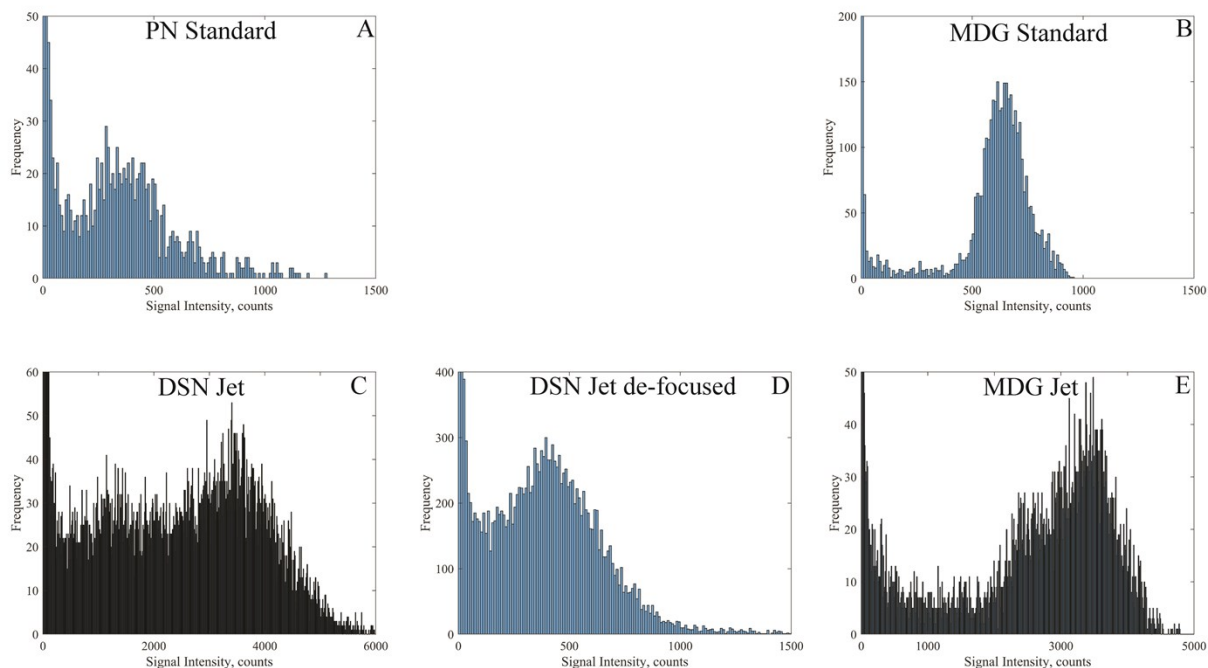 PN Standard
A
50
40
30
20
10
0
Frequency
0
500
1000
1500
Signal Intensity, counts
MDG Standard
B
200
150
100
50
0
Frequency
0
500
1000
1500
Signal Intensity, counts
DSN Jet
C
60
50
40
30
20
10
0
Frequency
0
2000
4000
6000
Signal Intensity, counts
DSN Jet de-focused
D
400
300
200
100
0
Frequency
0
500
1000
1500
Signal Intensity, counts
MDG Jet
E
50
40
30
20
10
0
Frequency
0
1000
3000
5000
Signal Intensity, counts